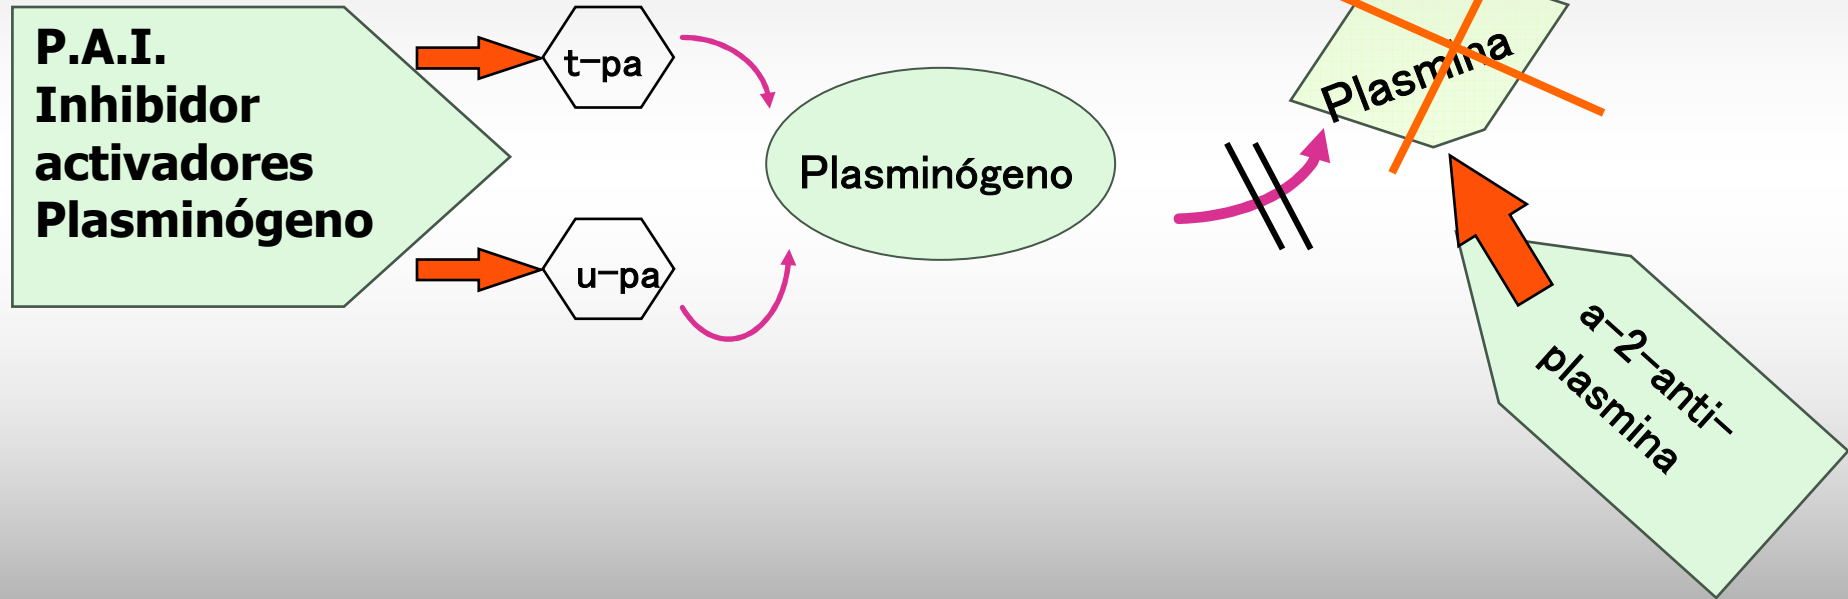 P.A.I.
Inhibidor
activadores
Plasminógeno
t-pa
u-pa
Plasminógeno
Plasmina
a-2-anti-
plasmina